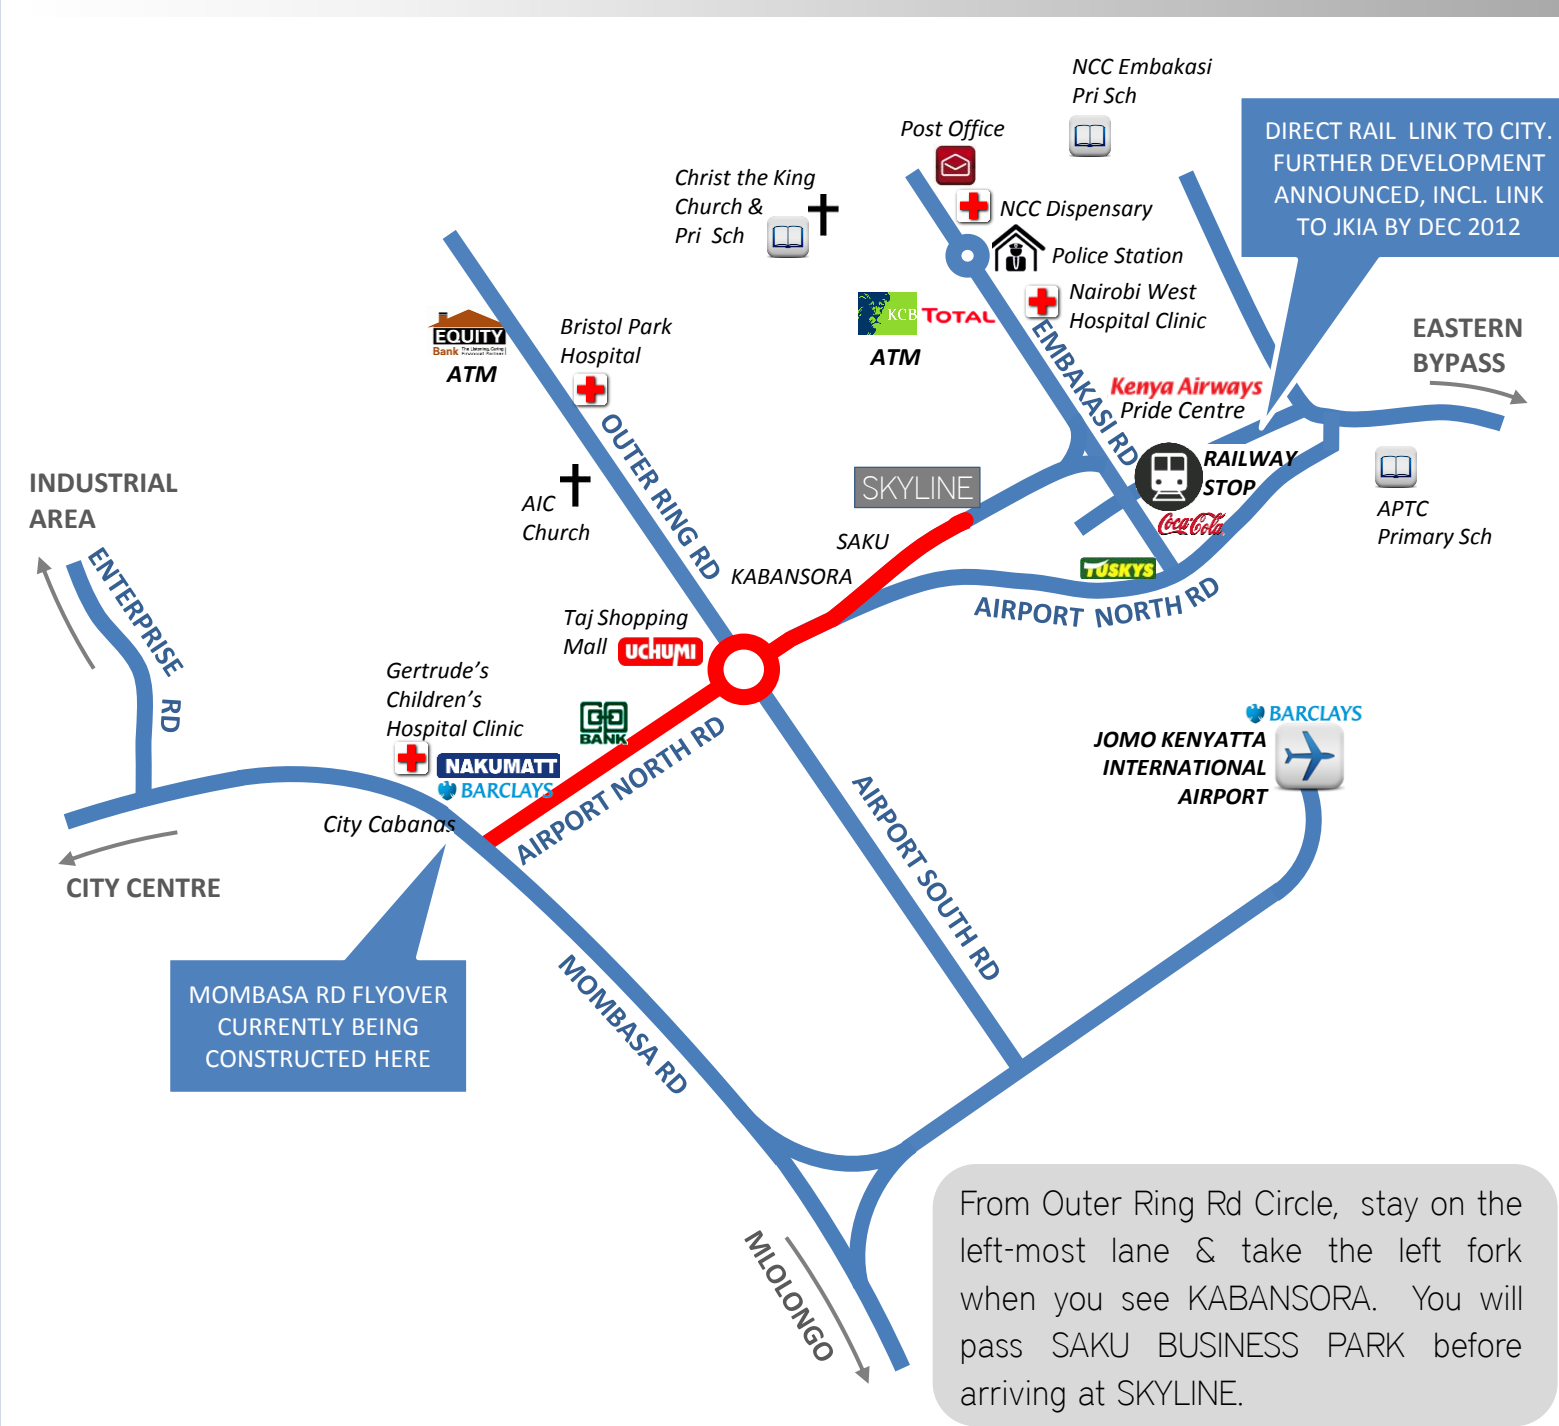 NCC Embakasi
Pri Sch
DIRECT RAIL LINK TO CITY.
FURTHER DEVELOPMENT
ANNOUNCED, INCL. LINK
TO JKIA BY DEC 2012
Post Office
Christ the King
Church &
Pri Sch
NCC Dispensary
Police Station
Nairobi West
Hospital Clinic
KCB
TOTAL
ATM
EQUITY
Bank
The Listening, Caring
Financial Partner
ATM
Bristol Park
Hospital
EASTERN
BYPASS
EMBAKASI RD
Kenya Airways
Pride Centre
OUTER RING RD
RAILWAY
STOP
Coca-Cola
SKYLINE
INDUSTRIAL
AREA
AIC
Church
APTC
Primary Sch
SAKU
KABANSORA
TUSKYS
AIRPORT NORTH RD
ENTERPRISE
RD
Taj Shopping
Mall
UCHUMI
Gertrude’s
Children’s
Hospital Clinic
BANK
NAKUMATT
BARCLAYS
AIRPORT NORTH RD
BARCLAYS
JOMO KENYATTA
INTERNATIONAL
AIRPORT
City Cabanas
CITY CENTRE
AIRPORT SOUTH RD
MOMBASA RD FLYOVER
CURRENTLY BEING
CONSTRUCTED HERE
MOMBASA RD
MLOLONGO
From Outer Ring Rd Circle, stay on the
left-most lane & take the left fork
when you see KABANSORA. You will
pass SAKU BUSINESS PARK before
arriving at SKYLINE.